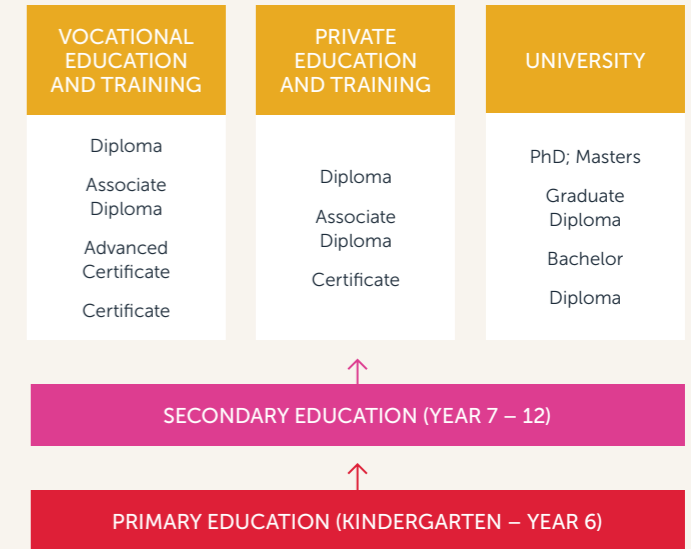 VOCATIONAL
EDUCATION
AND TRAINING
Diploma
Associate
Diploma
Advanced
Certificate
Certificate
PRIVATE
EDUCATION
AND TRAINING
Diploma
Associate
Diploma
Certificate
UNIVERSITY
PhD; Masters
Graduate
Diploma
Bachelor
Diploma
SECONDARY EDUCATION (YEAR 7 – 12)
PRIMARY EDUCATION (KINDERGARTEN – YEAR 6)